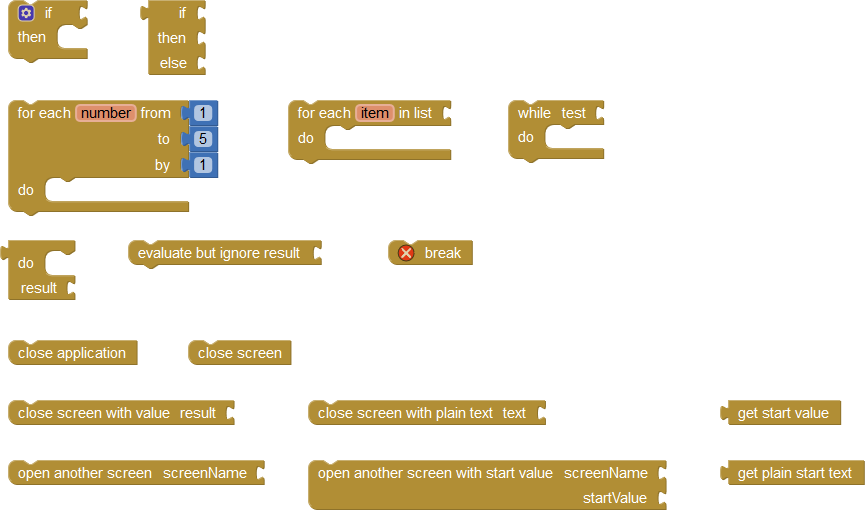 if
then
if
then
else
for each number from 1
to 5
by 1
do
for each item in list
do
while test
do
do
result
evaluate but ignore result
break
close application
close screen
close screen with value result
close screen with plain text text
get start value
open another screen screenName
open another screen with start value screenName
startValue
get plain start text